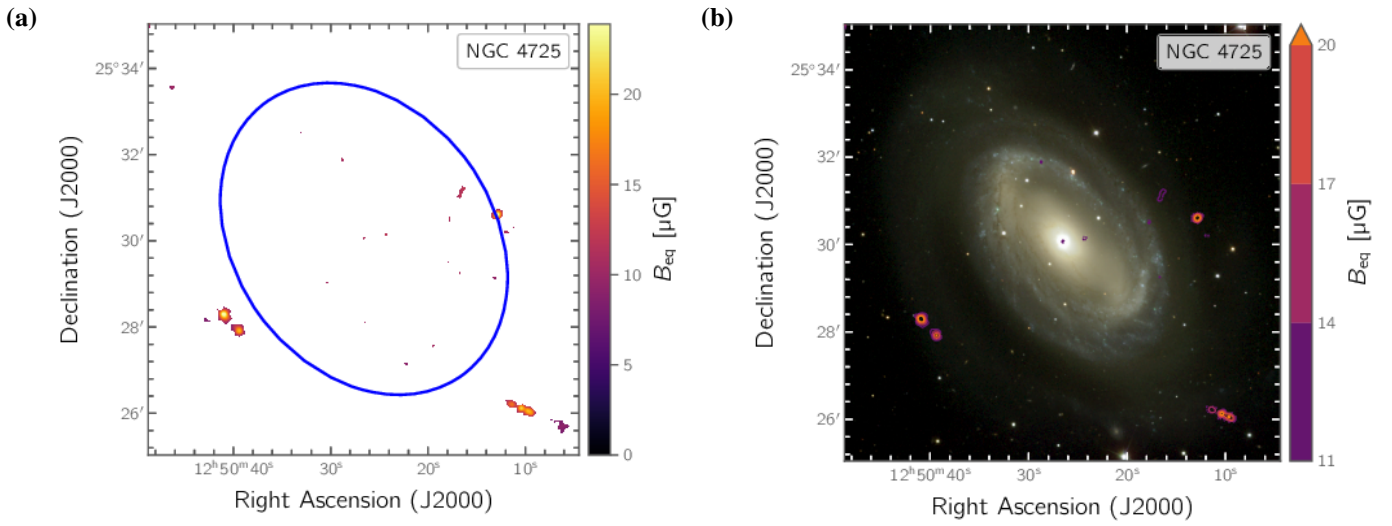 (a)
NGC 4725
25°34′
32′
30′
28′
26′
12ʰ50ᵐ40ˢ
30ˢ
20ˢ
10ˢ
Declination (J2000)
Right Ascension (J2000)
20
15
10
5
0
B_eq [μG]
(b)
NGC 4725
25°34′
32′
30′
28′
26′
12ʰ50ᵐ40ˢ
30ˢ
20ˢ
10ˢ
Declination (J2000)
Right Ascension (J2000)
20
17
14
11
B_eq [μG]